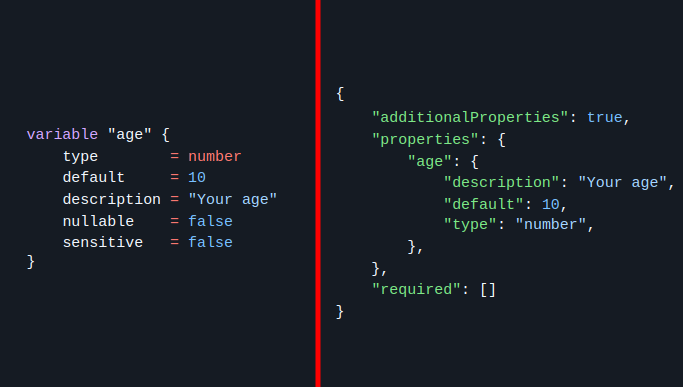 variable "age" {
    type        = number
    default     = 10
    description = "Your age"
    nullable    = false
    sensitive   = false
}
{
    "additionalProperties": true,
    "properties": {
        "age": {
            "description": "Your age",
            "default": 10,
            "type": "number",
        },
    },
    "required": []
}